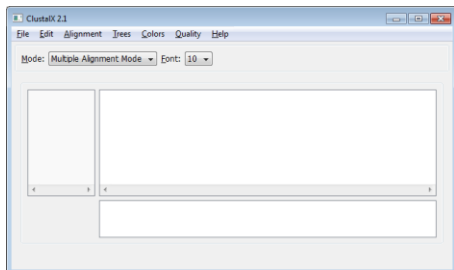 ClustalX 2.1
File Edit Alignment Trees Colors Quality Help
Mode: Multiple Alignment Mode Font: 10